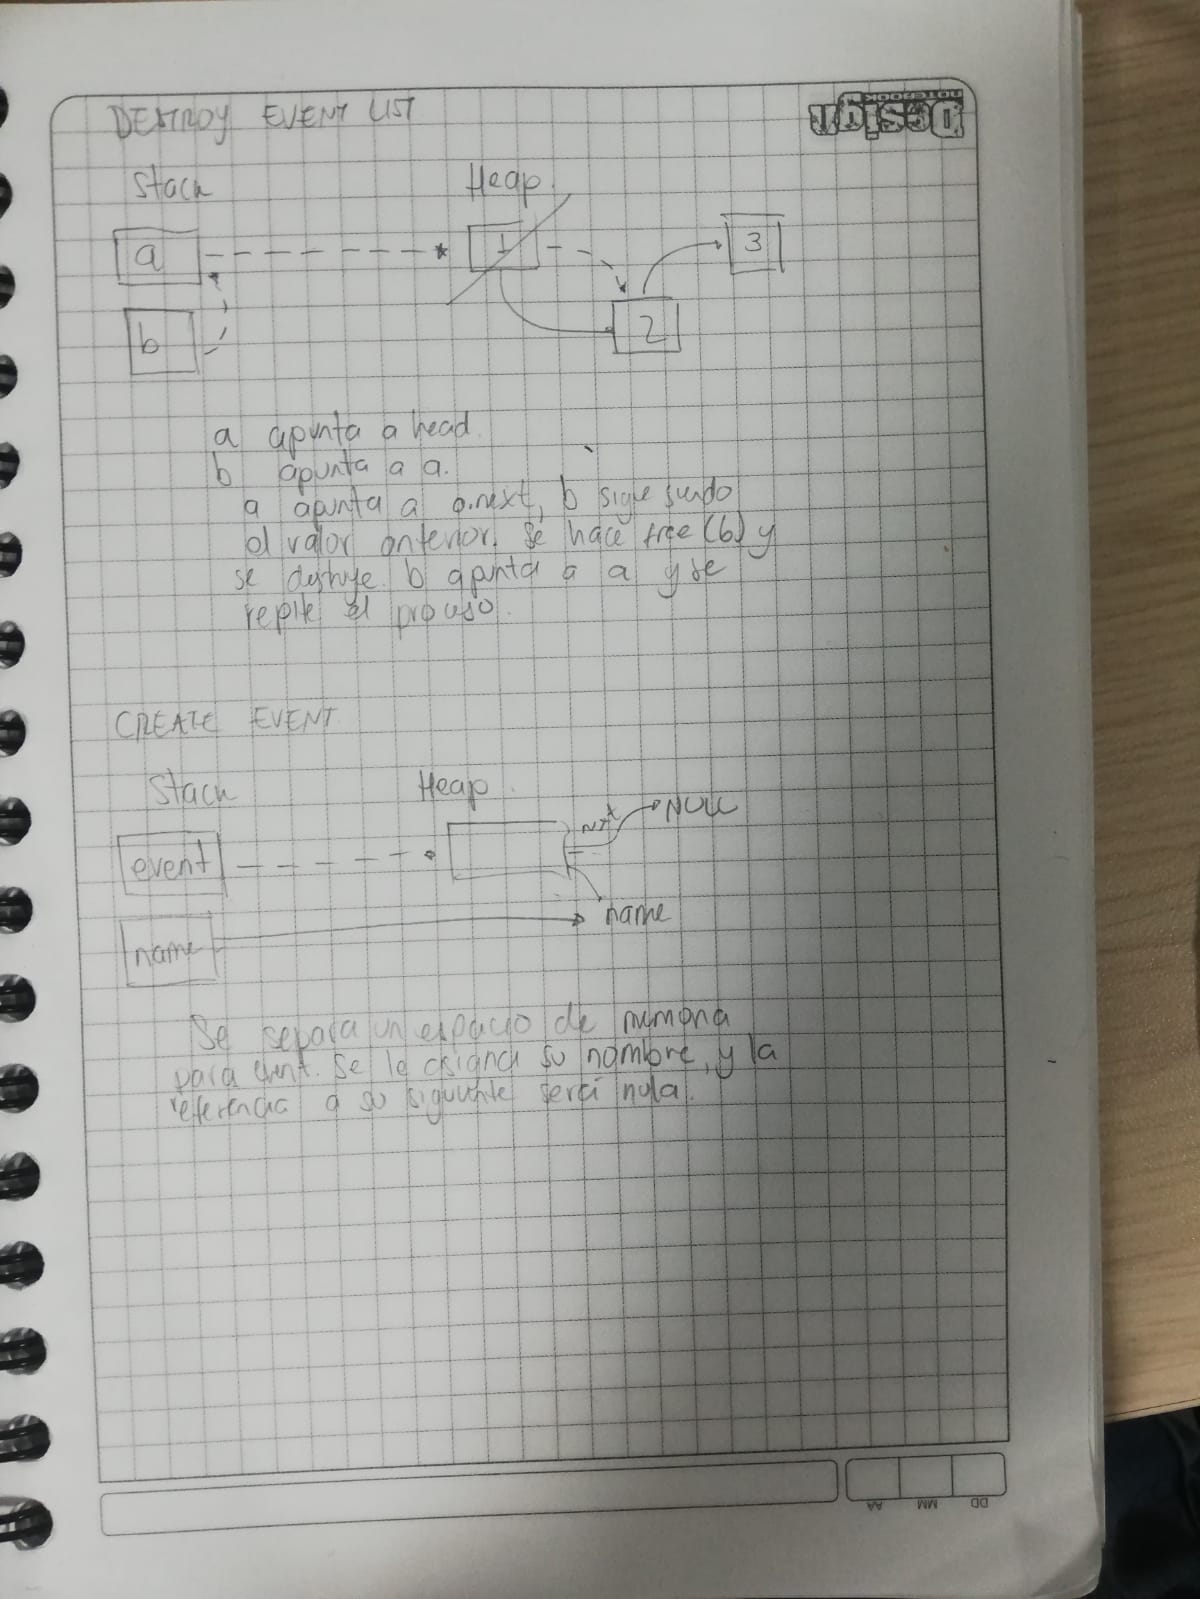 DESTROY EVENT LIST
Design
NOTEBOOK
Stack Heap
a 1 3
b 2
a apunta a head.
b apunta a a.
a apunta a a.next, b sigue siendo
el valor anterior. Se hace free(b) y
se destruye. b apunta a a y se
repite el proceso.
CREATE EVENT
Stack Heap
next NULL
event
name
name
Se separa un espacio de memoria
para event. Se le asigna su nombre, y la
referencia a su siguiente será nula.
AA MM DD